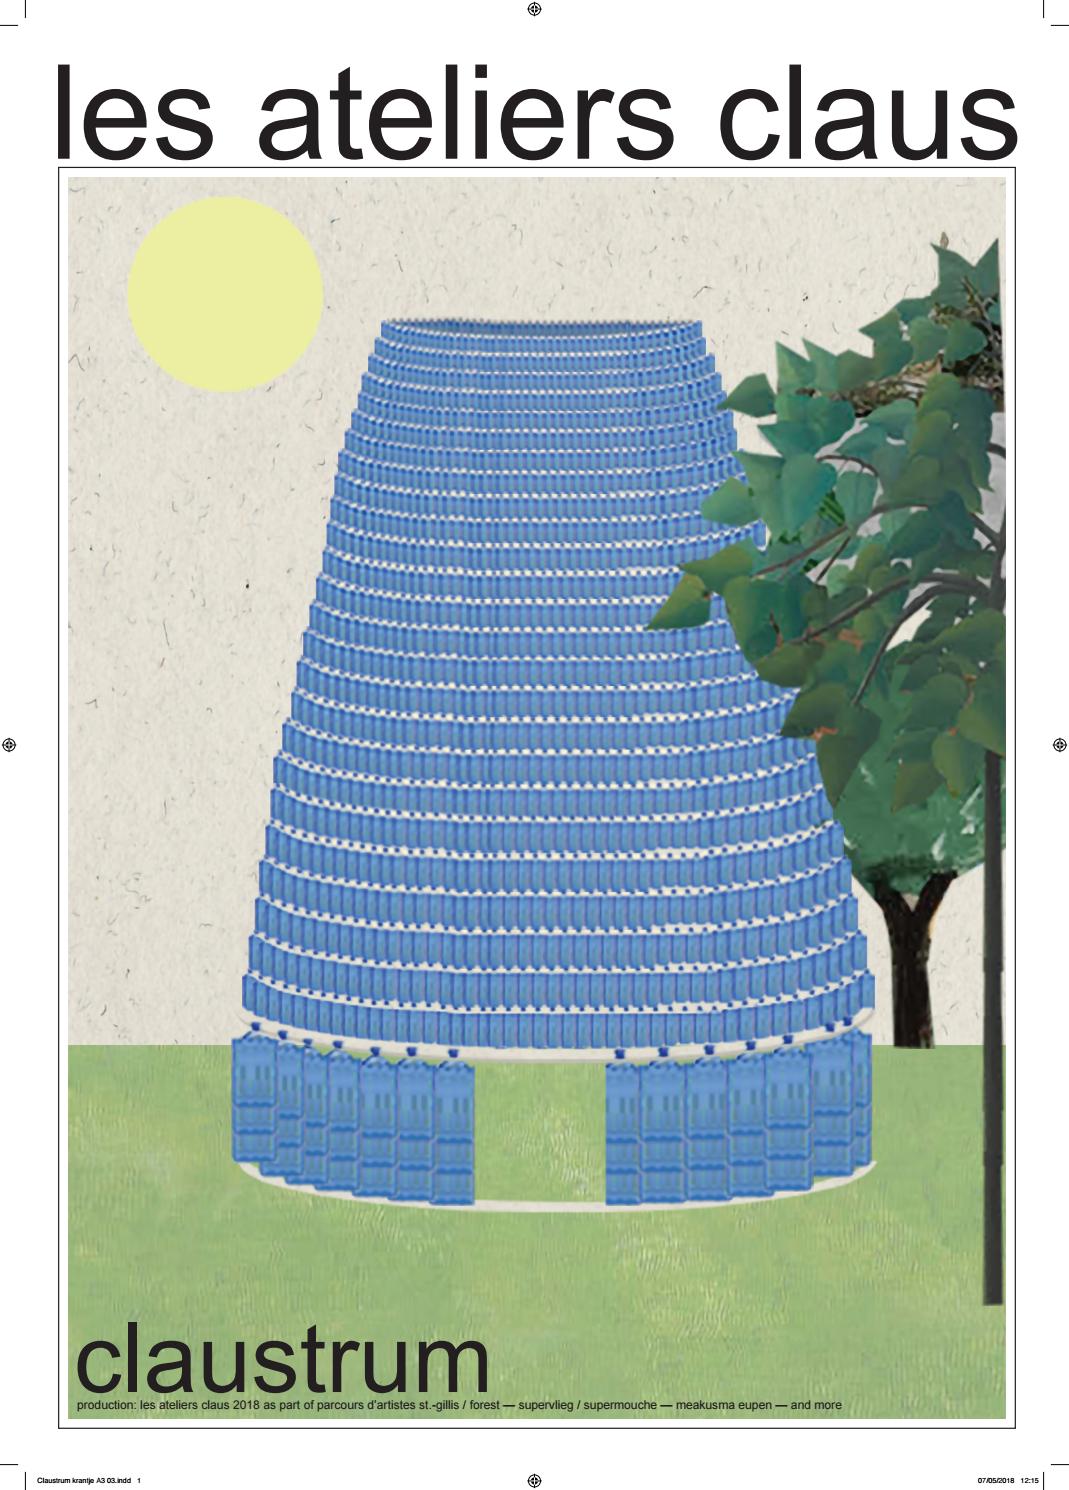 les ateliers claus
claustrum
production: les ateliers claus 2018 as part of parcours d'artistes st.-gillis / forest — supervlieg / supermouche — meakusma eupen — and more
Claustrum krantje A3 03.indd 1
07/05/2018 12:15